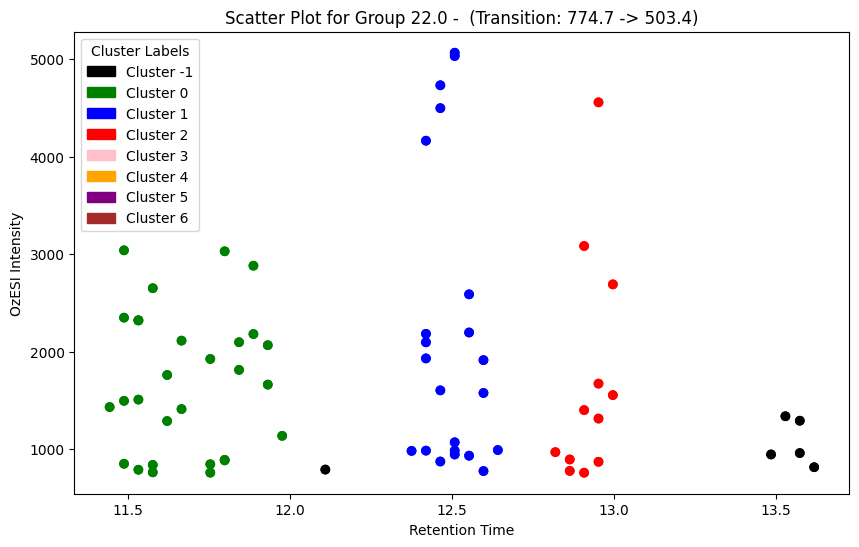 Scatter Plot for Group 22.0 -  (Transition: 774.7 -> 503.4)
Cluster Labels
Cluster -1
Cluster 0
Cluster 1
Cluster 2
Cluster 3
Cluster 4
Cluster 5
Cluster 6
OzESI Intensity
5000
4000
3000
2000
1000
11.5 12.0 12.5 13.0 13.5
Retention Time